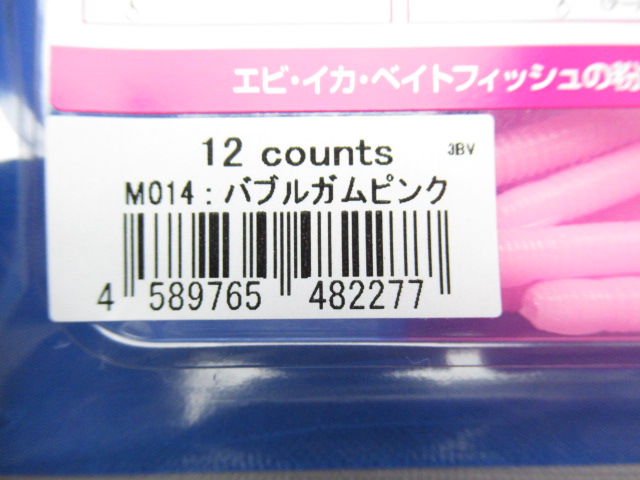 エビ・イカ・ベイトフィッシュの粉
12 counts 3BV
M014：バブルガムピンク
4 589765 482277